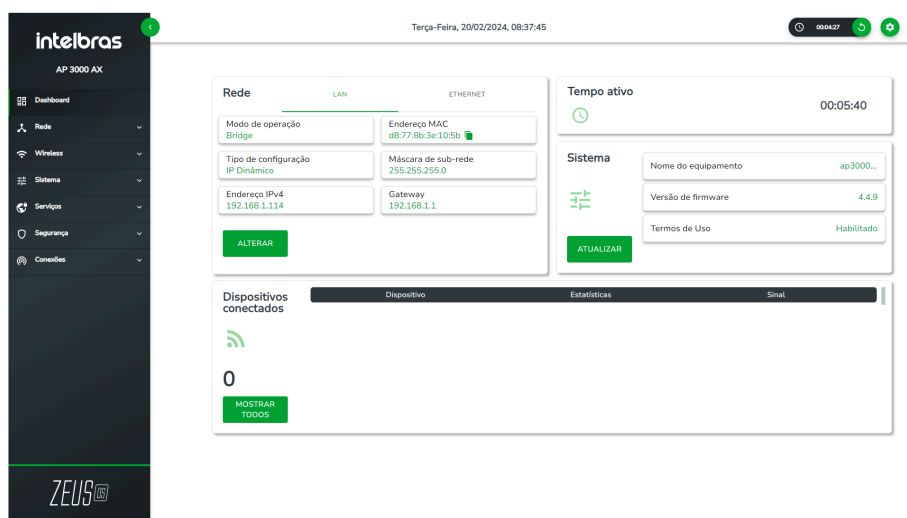 intelbras
AP 3000 AX
Dashboard
Rede
Wireless
Sistema
Serviços
Segurança
Conexões
ZEUS OS
Terça-Feira, 20/02/2024, 08:37:45
00:04:27
Rede
LAN
ETHERNET
Modo de operação
Bridge
Endereço MAC
d8:77:8b:3e:10:5b
Tipo de configuração
IP Dinâmico
Máscara de sub-rede
255.255.255.0
Endereço IPv4
192.168.1.114
Gateway
192.168.1.1
ALTERAR
Tempo ativo
00:05:40
Sistema
Nome do equipamento
ap3000...
Versão de firmware
4.4.9
Termos de Uso
Habilitado
ATUALIZAR
Dispositivos
conectados
Dispositivo
Estatísticas
Sinal
0
MOSTRAR
TODOS